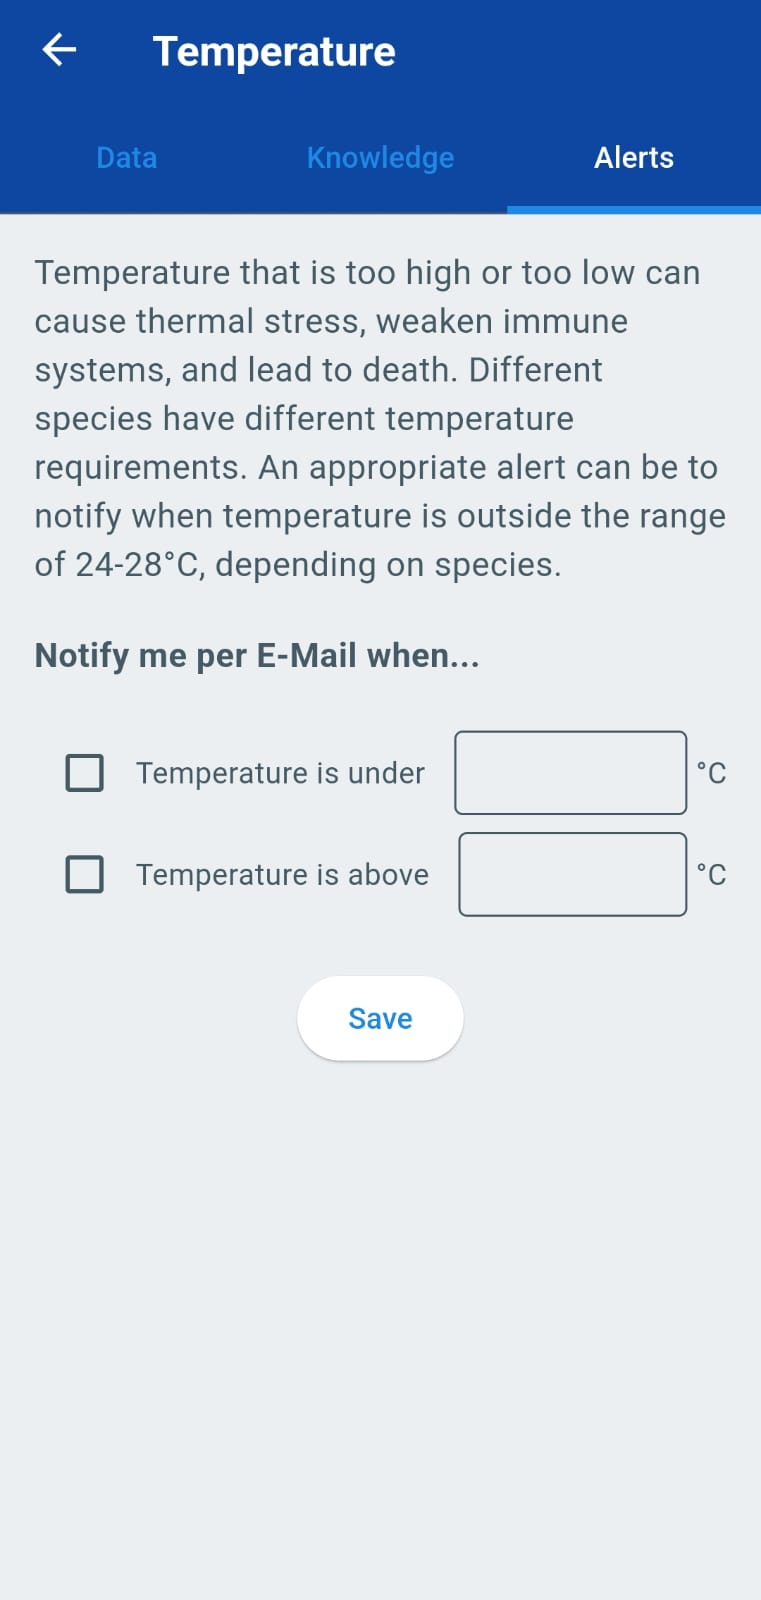 Temperature
Data Knowledge Alerts
Temperature that is too high or too low can
cause thermal stress, weaken immune
systems, and lead to death. Different
species have different temperature
requirements. An appropriate alert can be to
notify when temperature is outside the range
of 24-28°C, depending on species.
Notify me per E-Mail when...
Temperature is under °C
Temperature is above °C
Save